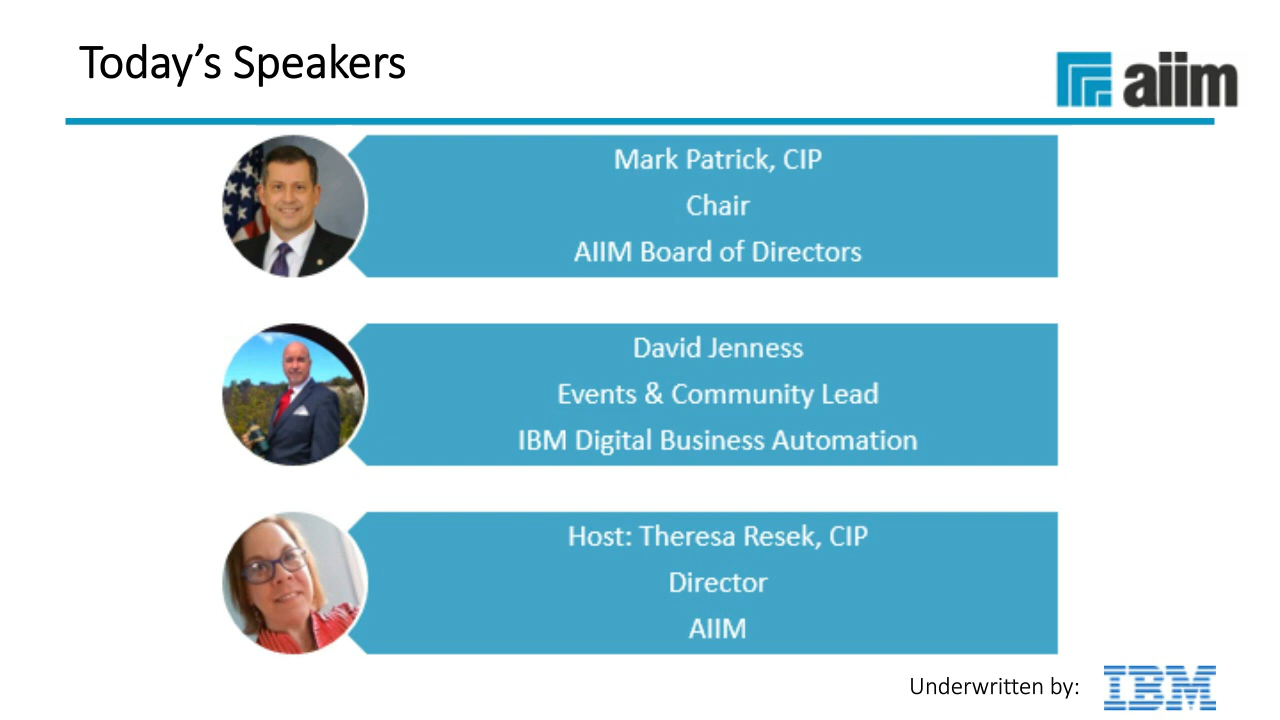 Today’s Speakers
aiim
Mark Patrick, CIP
Chair
AIIM Board of Directors
David Jenness
Events & Community Lead
IBM Digital Business Automation
Host: Theresa Resek, CIP
Director
AIIM
Underwritten by:
IBM